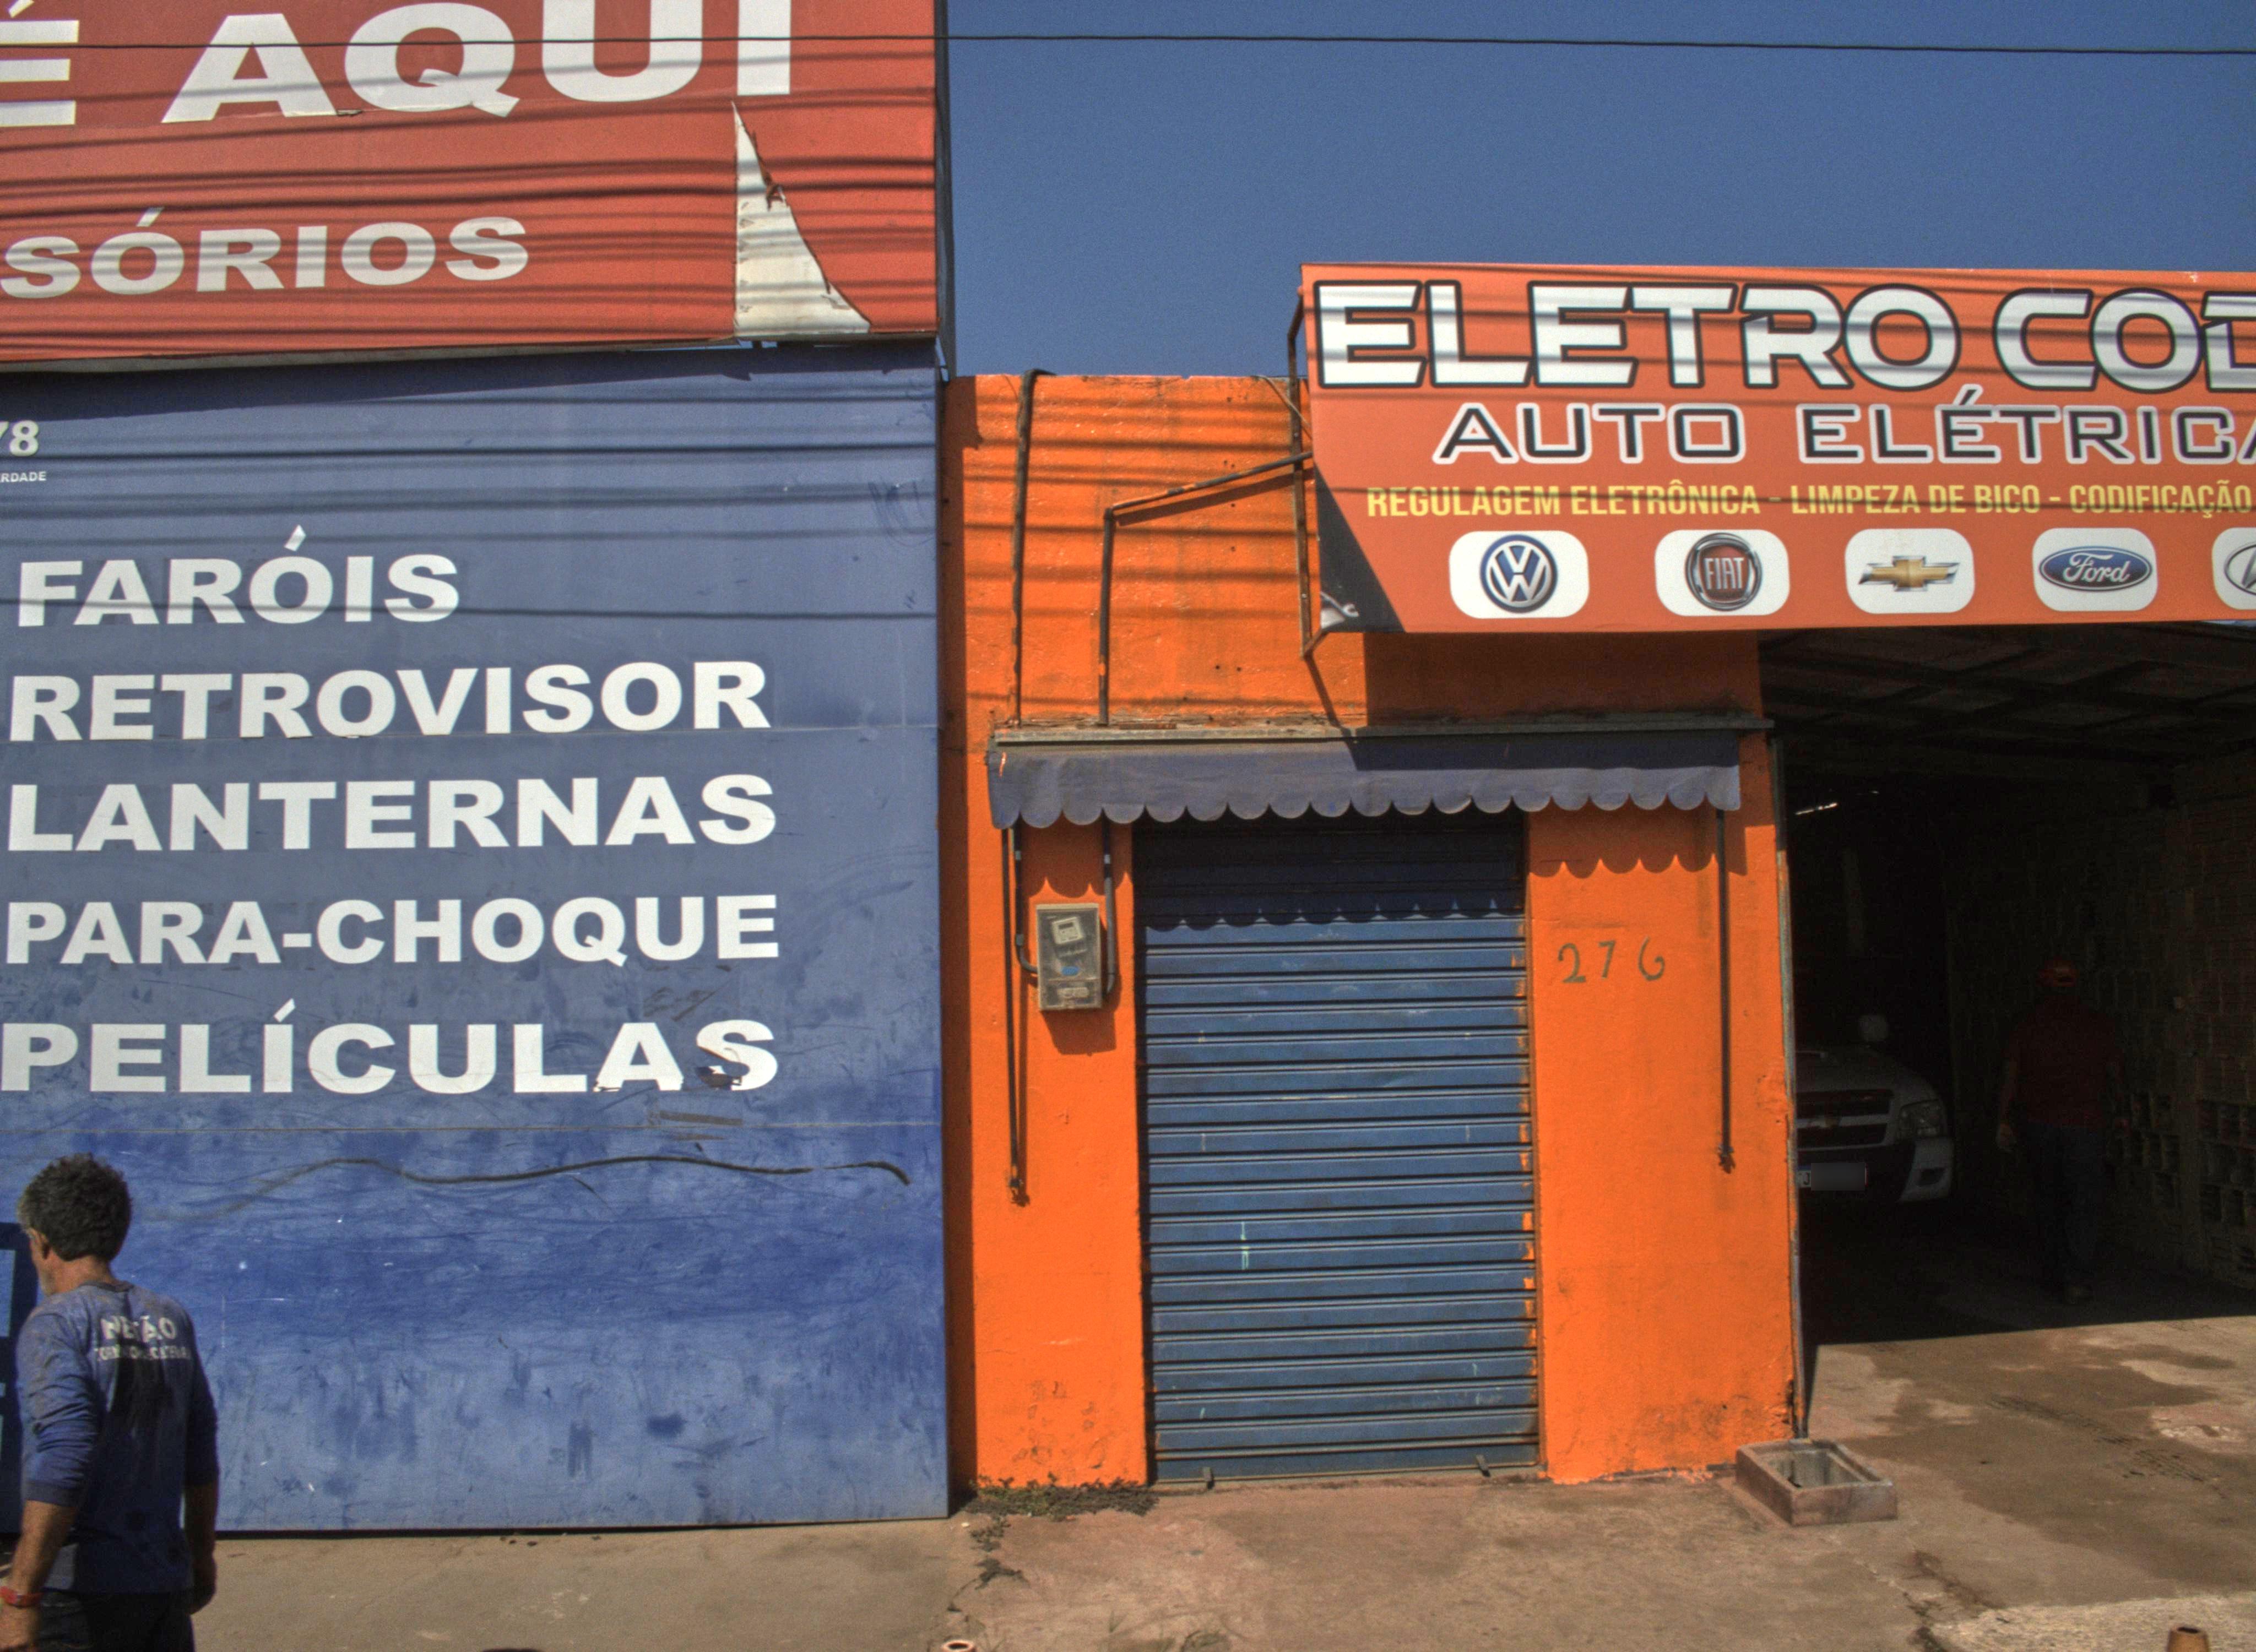 É AQUI
SÓRIOS
78
RDADE
FARÓIS
RETROVISOR
LANTERNAS
PARA-CHOQUE
PELÍCULAS
ELETRO COD
AUTO ELÉTRICA
REGULAGEM ELETRÔNICA - LIMPEZA DE BICO - CODIFICAÇÃO
FIAT
Ford
276